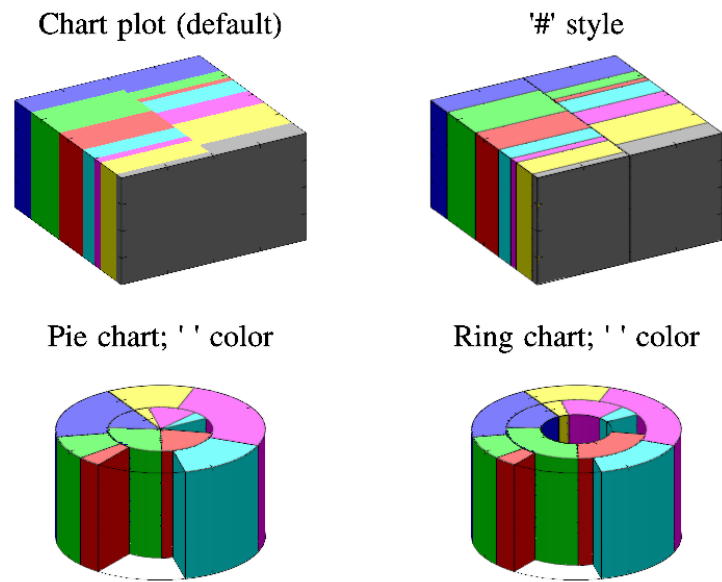 Chart plot (default)
'#' style
Pie chart; ' ' color
Ring chart; ' ' color